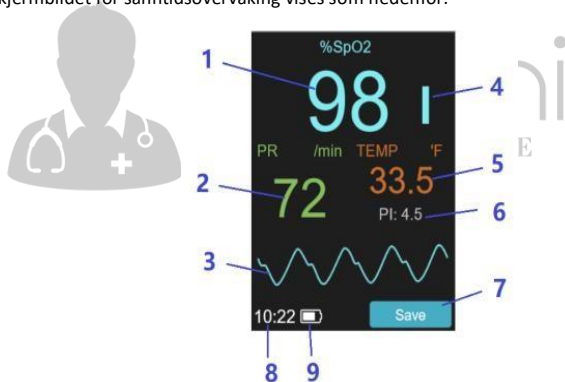 skjermbildet for sanntidsovervåking vises som nedenfor:
%SpO2
1
98
4
PR /min TEMP 'F
33.5
5
2
72
PI: 4.5
6
3
7
10:22
Save
8
9
E